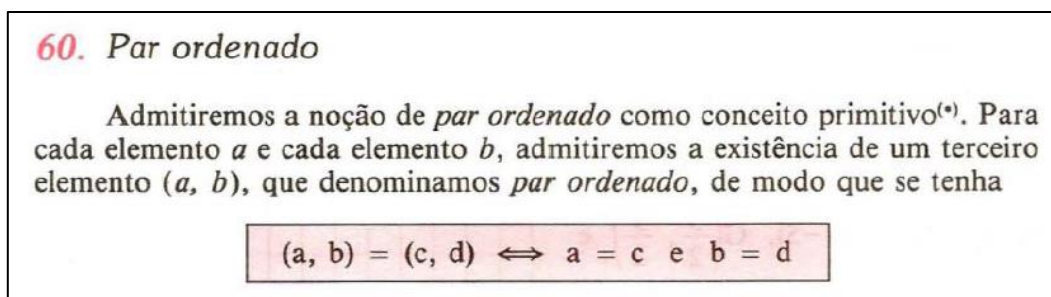 60. Par ordenado
Admitiremos a noção de par ordenado como conceito primitivo(*). Para
cada elemento a e cada elemento b, admitiremos a existência de um terceiro
elemento (a, b), que denominamos par ordenado, de modo que se tenha
(a, b) = (c, d) ⟺ a = c e b = d